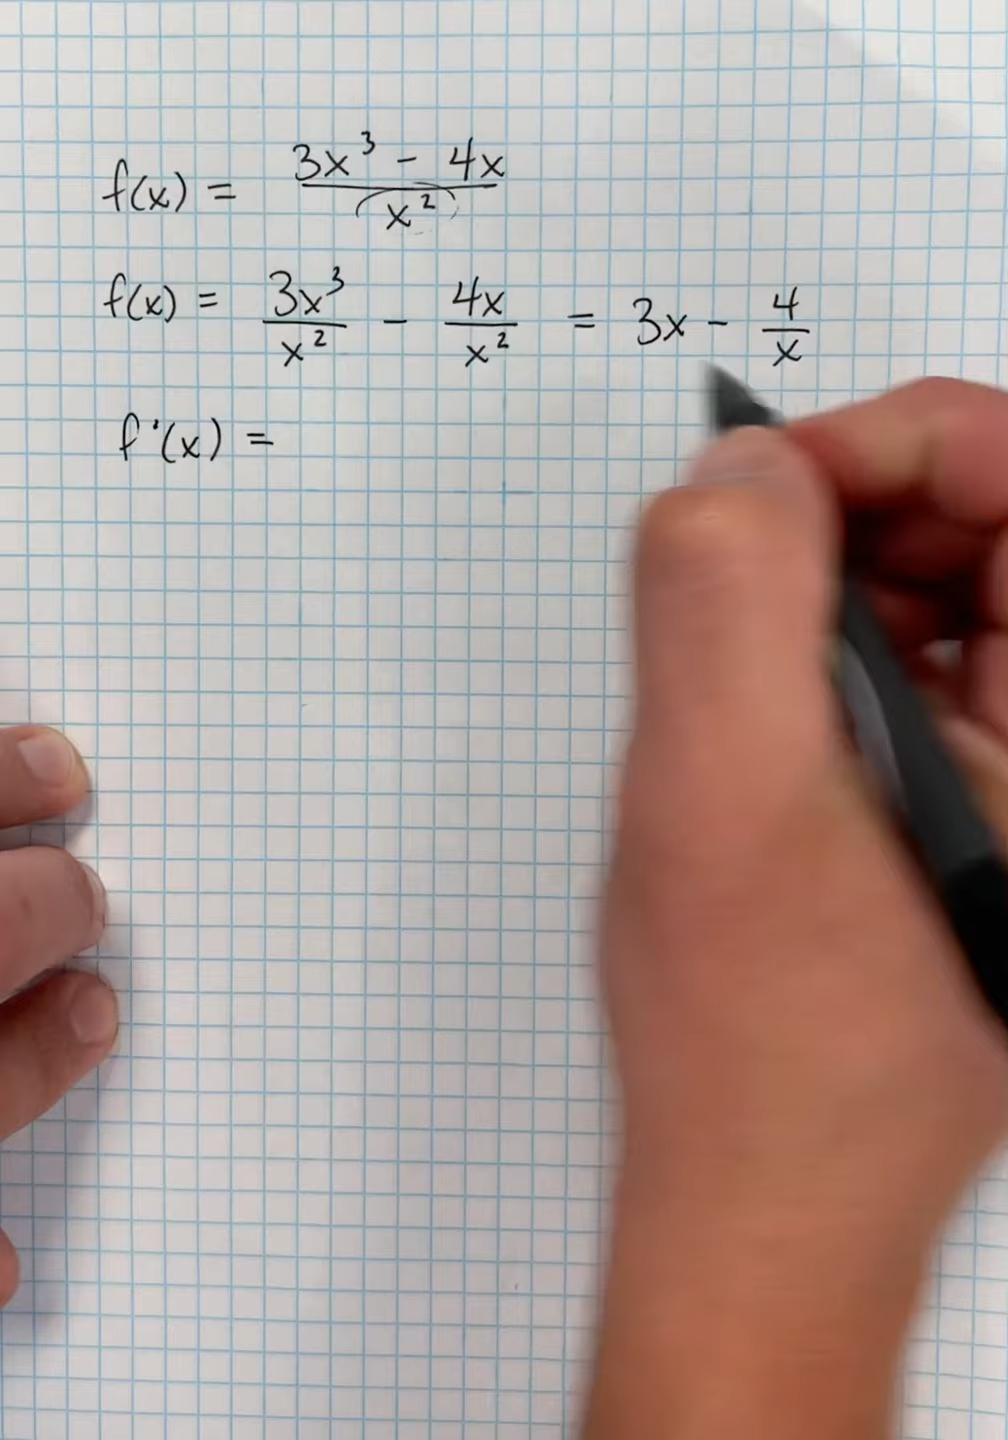 f(x) = (3x³ - 4x)/x²
f(x) = 3x³/x² - 4x/x² = 3x - 4/x
f'(x) =